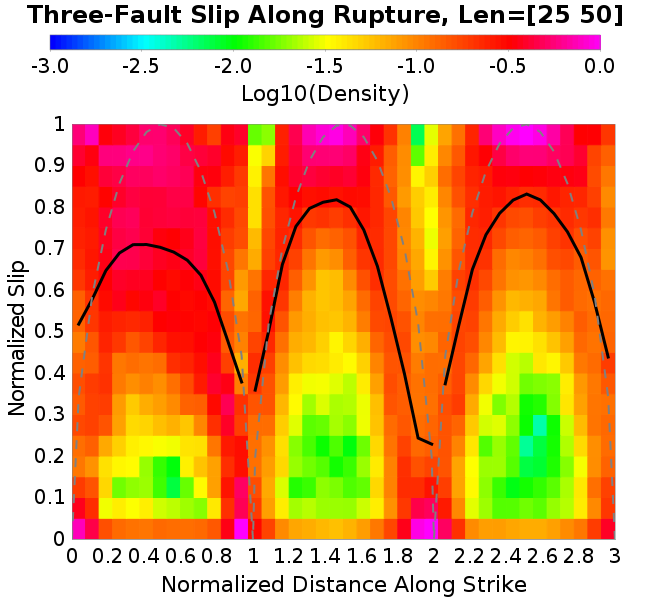 Three-Fault Slip Along Rupture, Len=[25 50]
-3.0 -2.5 -2.0 -1.5 -1.0 -0.5 0.0
Log10(Density)
Normalized Slip
1
0.9
0.8
0.7
0.6
0.5
0.4
0.3
0.2
0.1
0
0 0.2 0.4 0.6 0.8 1 1.2 1.4 1.6 1.8 2 2.2 2.4 2.6 2.8 3
Normalized Distance Along Strike